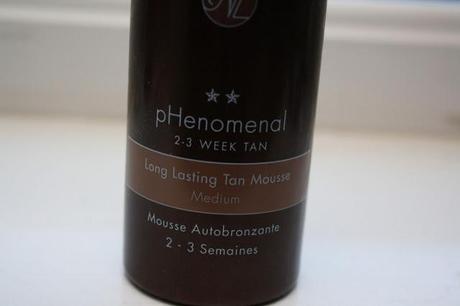 pHenomenal
2-3 WEEK TAN
Long Lasting Tan Mousse
Medium
Mousse Autobronzante
2 - 3 Semaines